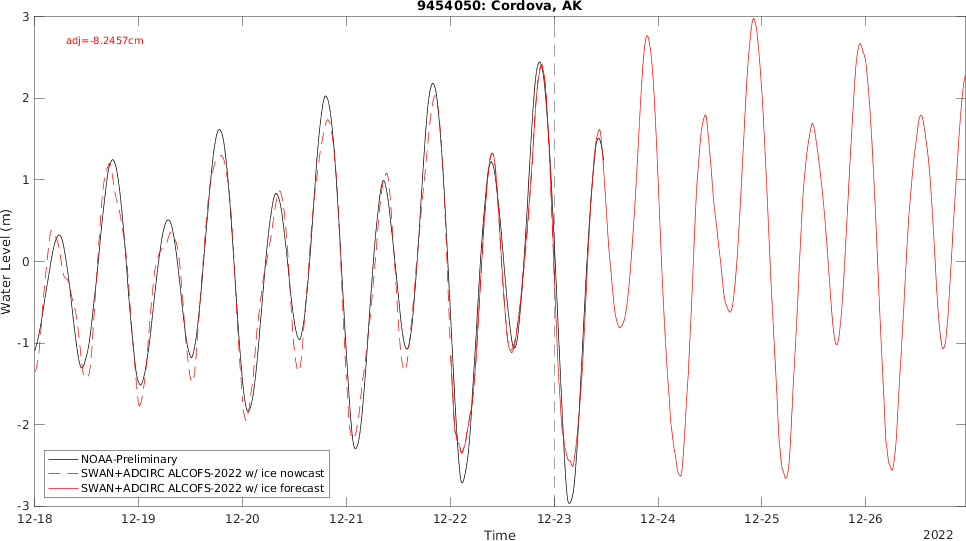 9454050: Cordova, AK
adj=-8.2457cm
3
2
1
0
-1
-2
-3
Water Level (m)
NOAA-Preliminary
SWAN+ADCIRC ALCOFS-2022 w/ ice nowcast
SWAN+ADCIRC ALCOFS-2022 w/ ice forecast
12-18 12-19 12-20 12-21 12-22 12-23 12-24 12-25 12-26
Time
2022